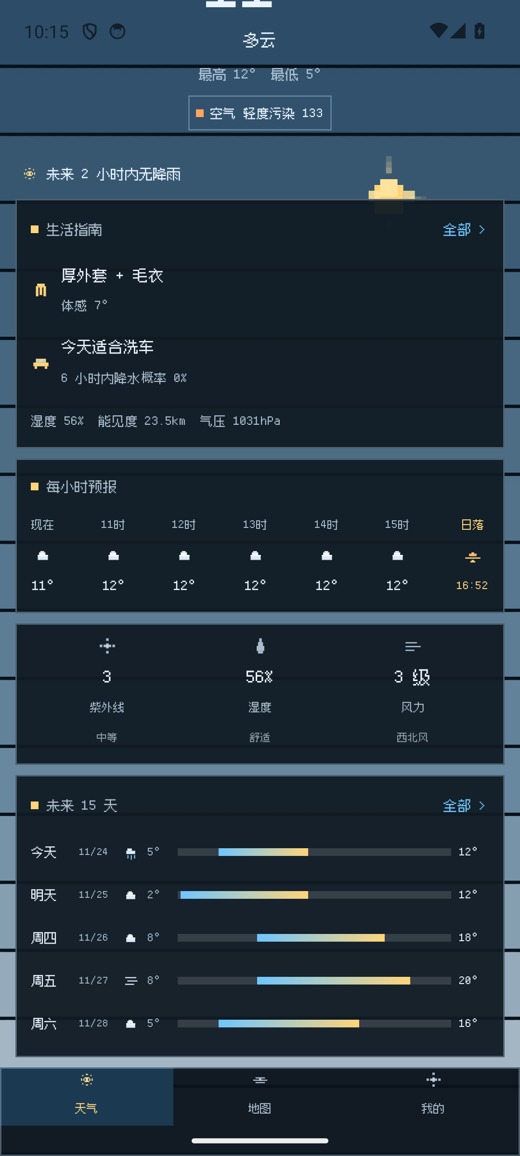 10:15
多云
最高 12° 最低 5°
空气 轻度污染 133
未来 2 小时内无降雨
生活指南 全部
厚外套 + 毛衣
体感 7°
今天适合洗车
6 小时内降水概率 0%
湿度 56% 能见度 23.5km 气压 1031hPa
每小时预报
现在 11时 12时 13时 14时 15时 日落
11° 12° 12° 12° 12° 12° 16:52
3 56% 3 级
紫外线 湿度 风力
中等 舒适 西北风
未来 15 天 全部
今天 11/24 5° 12°
明天 11/25 2° 12°
周四 11/26 8° 18°
周五 11/27 8° 20°
周六 11/28 5° 16°
天气 地图 我的